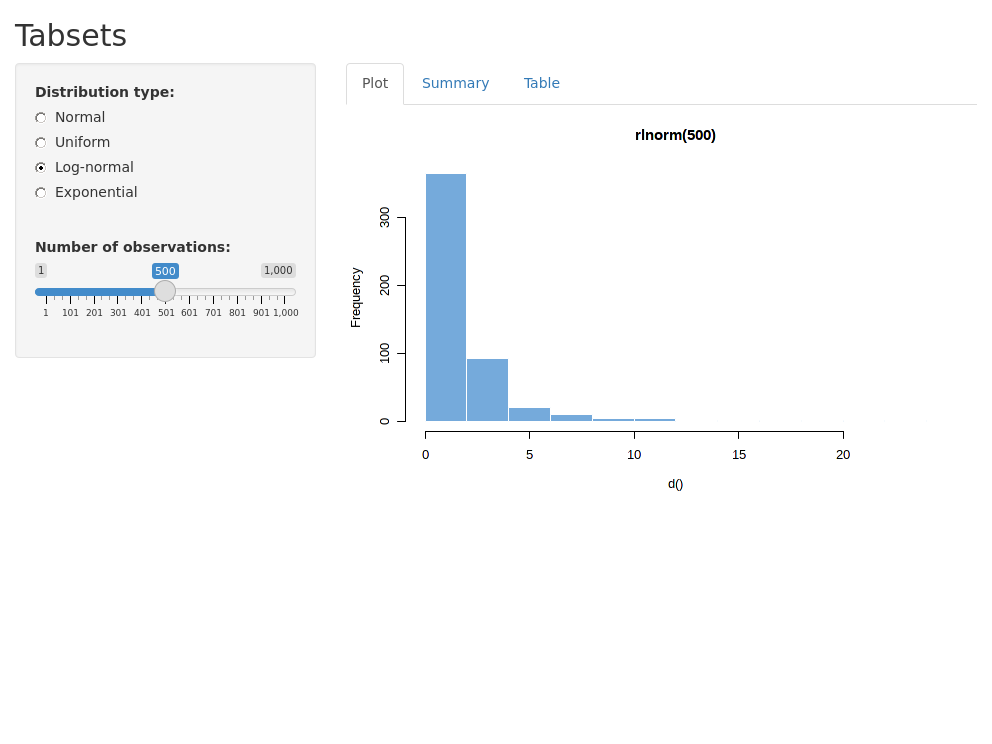 Tabsets
Distribution type:
Normal
Uniform
Log-normal
Exponential
Number of observations:
1 500 1,000
1 101 201 301 401 501 601 701 801 901 1,000
Plot Summary Table
rlnorm(500)
Frequency
300
200
100
0
0 5 10 15 20
d()